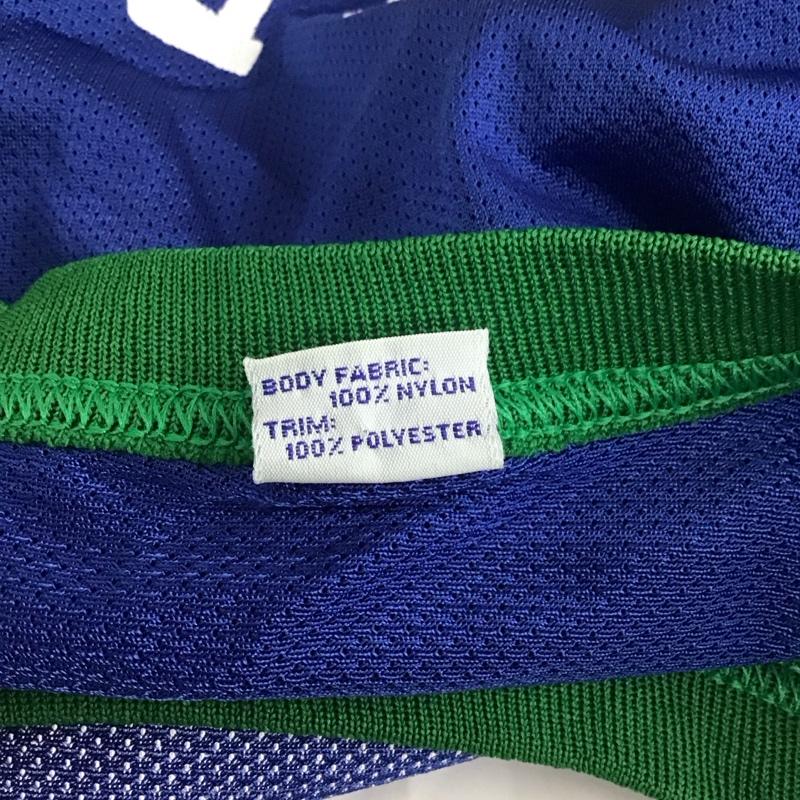 BODY FABRIC:
100% NYLON
TRIM:
100% POLYESTER